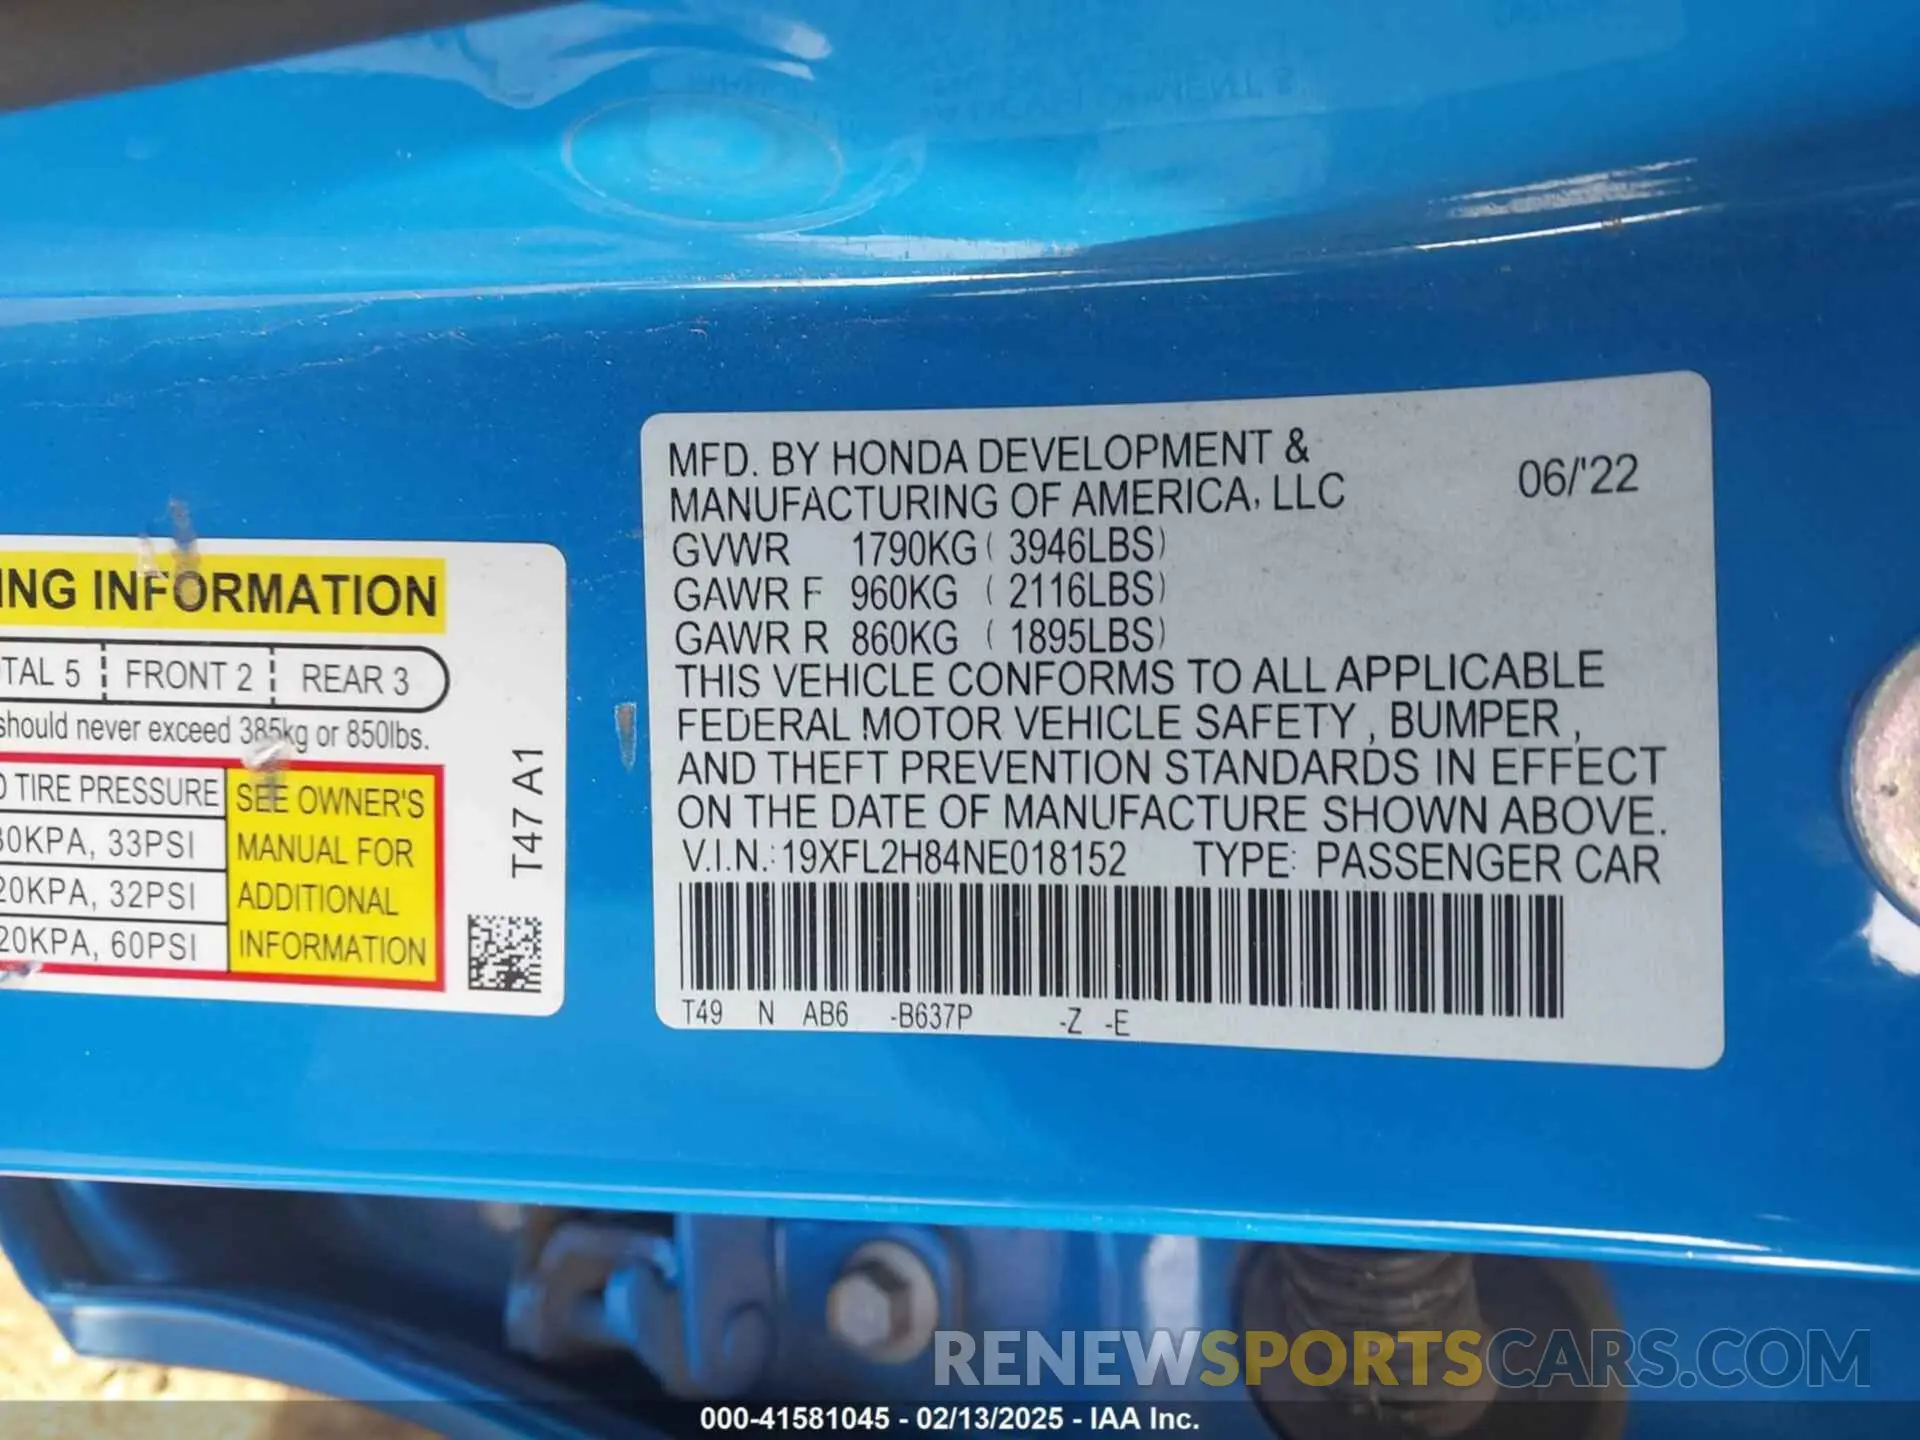 MFD. BY HONDA DEVELOPMENT &
MANUFACTURING OF AMERICA, LLC 06/'22
GVWR 1790KG ( 3946LBS)
GAWR F 960KG ( 2116LBS)
GAWR R 860KG ( 1895LBS)
THIS VEHICLE CONFORMS TO ALL APPLICABLE
FEDERAL MOTOR VEHICLE SAFETY , BUMPER ,
AND THEFT PREVENTION STANDARDS IN EFFECT
ON THE DATE OF MANUFACTURE SHOWN ABOVE.
V.I.N.: 19XFL2H84NE018152 TYPE: PASSENGER CAR
T49 N AB6 -B637P -Z -E
ING INFORMATION
TAL 5 FRONT 2 REAR 3
should never exceed 385kg or 850lbs.
TIRE PRESSURE
30KPA, 33PSI
20KPA, 32PSI
20KPA, 60PSI
SEE OWNER'S
MANUAL FOR
ADDITIONAL
INFORMATION
T47 A1
RENEWSPORTSCARS.COM
000-41581045 - 02/13/2025 - IAA Inc.